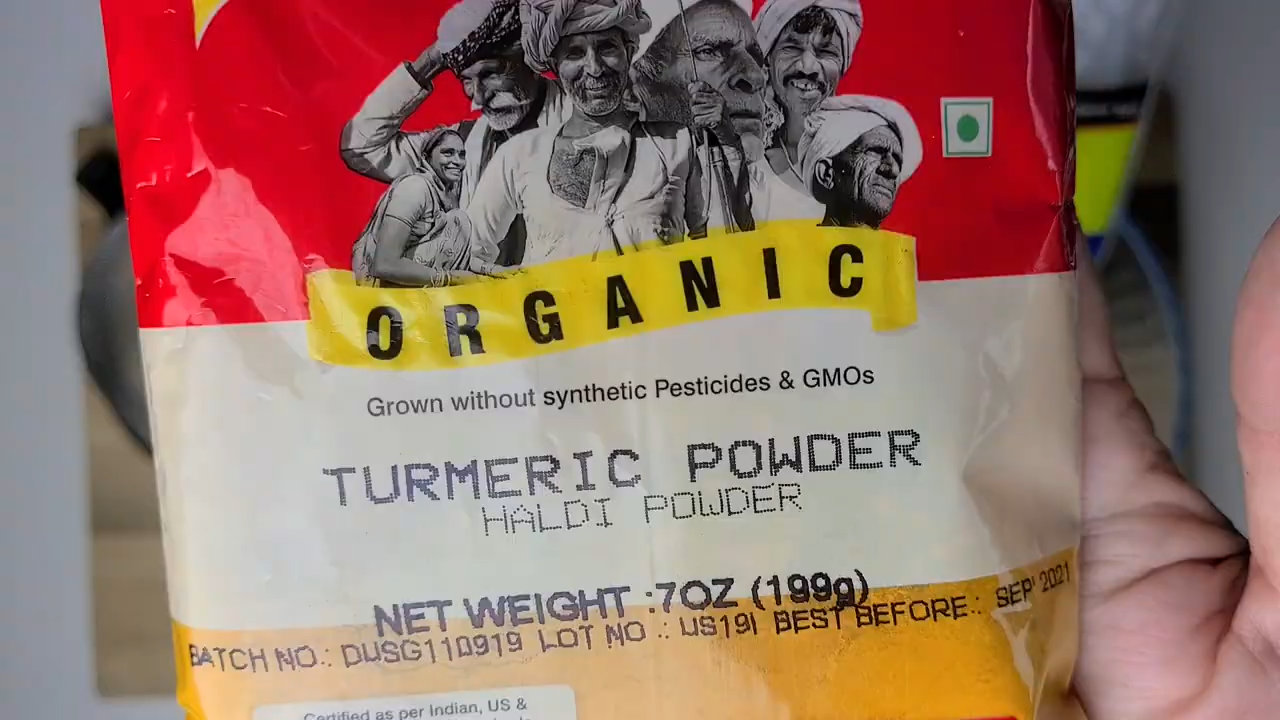 ORGANIC
Grown without synthetic Pesticides & GMOs
TURMERIC POWDER
HALDI POWDER
NET WEIGHT :7OZ (199g)
BATCH NO.: DUSG110919 LOT NO .: US19I BEST BEFORE.: SEP' 2021
Certified as per Indian, US &